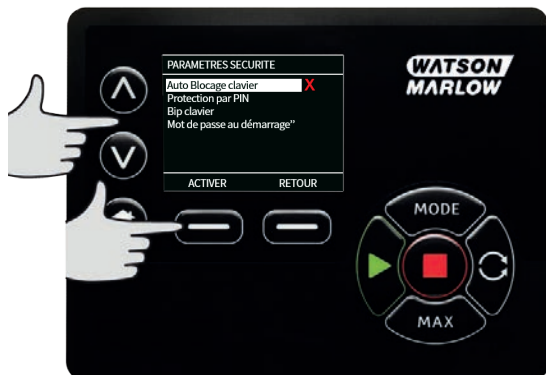 PARAMETRES SECURITE
Auto Blocage clavier X
Protection par PIN
Bip clavier
Mot de passe au démarrage”
ACTIVER RETOUR
WATSON
MARLOW
MODE
MAX